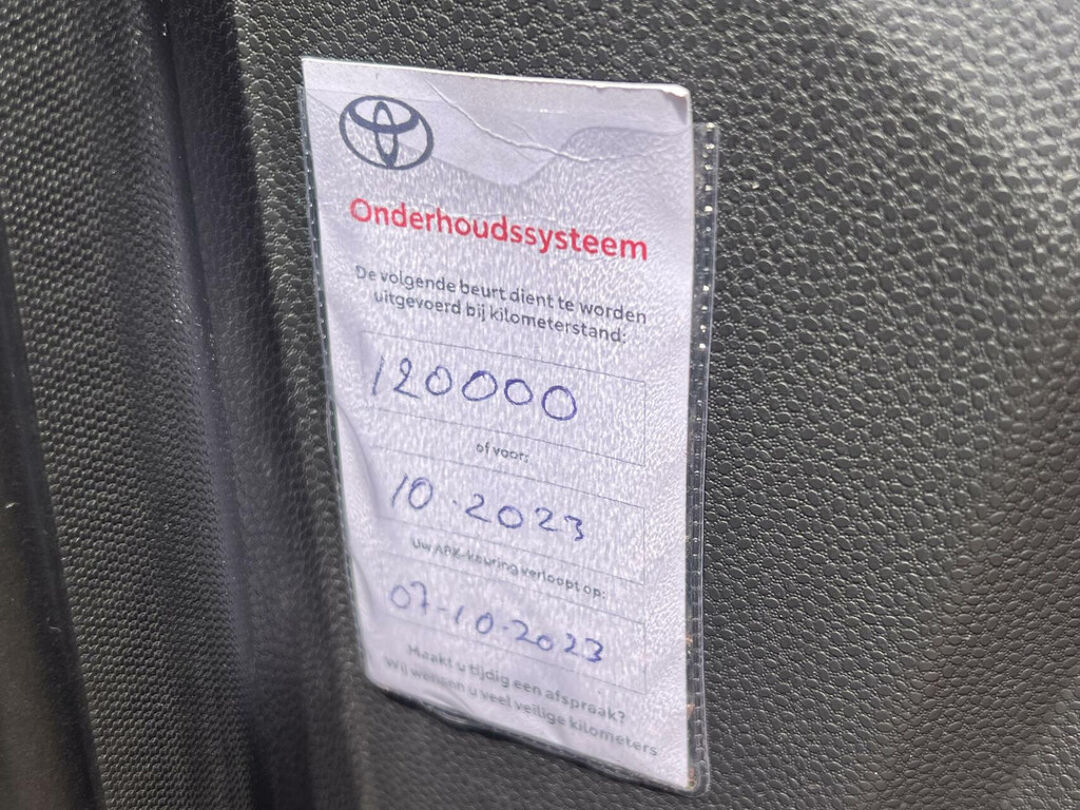 Onderhoudssysteem
De volgende beurt dient te worden
uitgevoerd bij kilometerstand:
120000
of voor:
10.2023
Uw APK-keuring verloopt op:
07-10-2023
Maakt u tijdig een afspraak?
Wij wensen u veel veilige kilometers